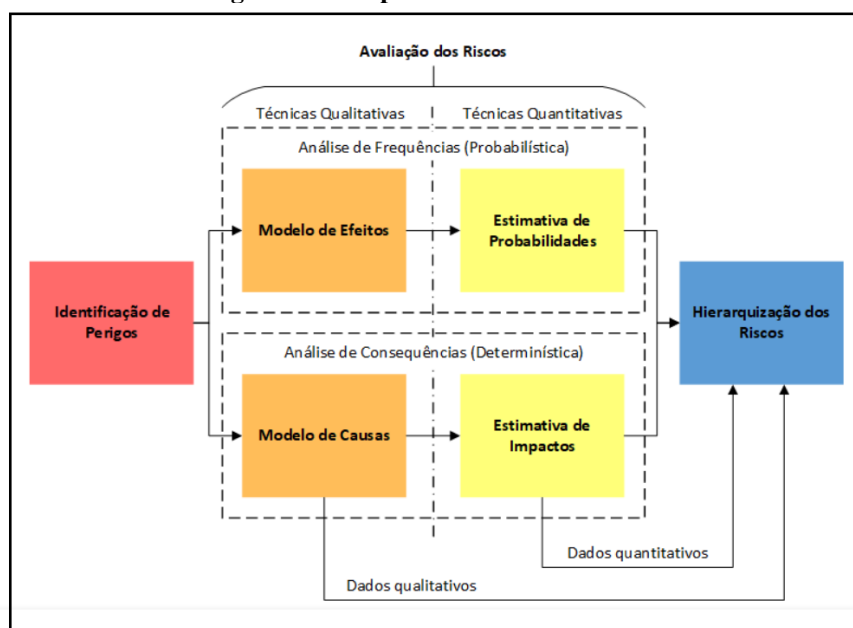 Avaliação dos Riscos
Técnicas Qualitativas
Técnicas Quantitativas
Análise de Frequências (Probabilística)
Modelo de Efeitos
Estimativa de
Probabilidades
Identificação de
Perigos
Hierarquização dos
Riscos
Análise de Consequências (Determinística)
Modelo de Causas
Estimativa de
Impactos
Dados quantitativos
Dados qualitativos